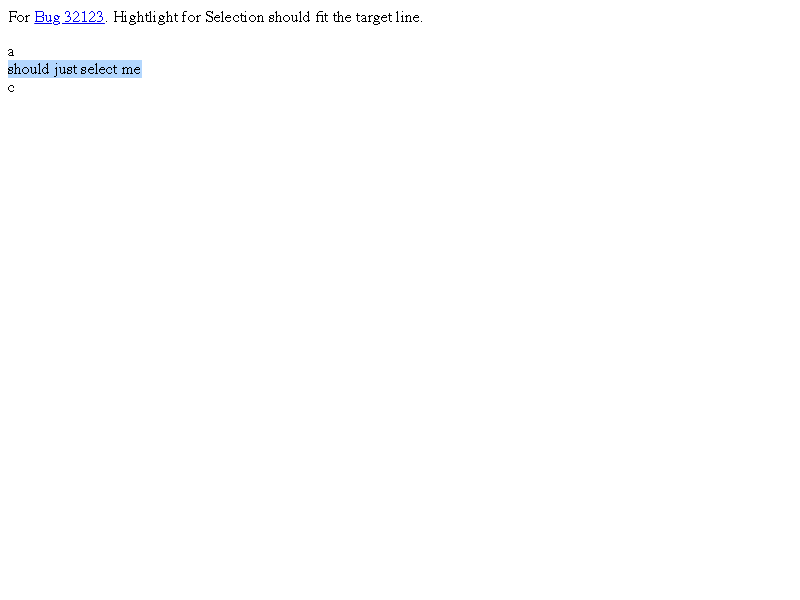 For Bug 32123. Hightlight for Selection should fit the target line.
a
should just select me
c